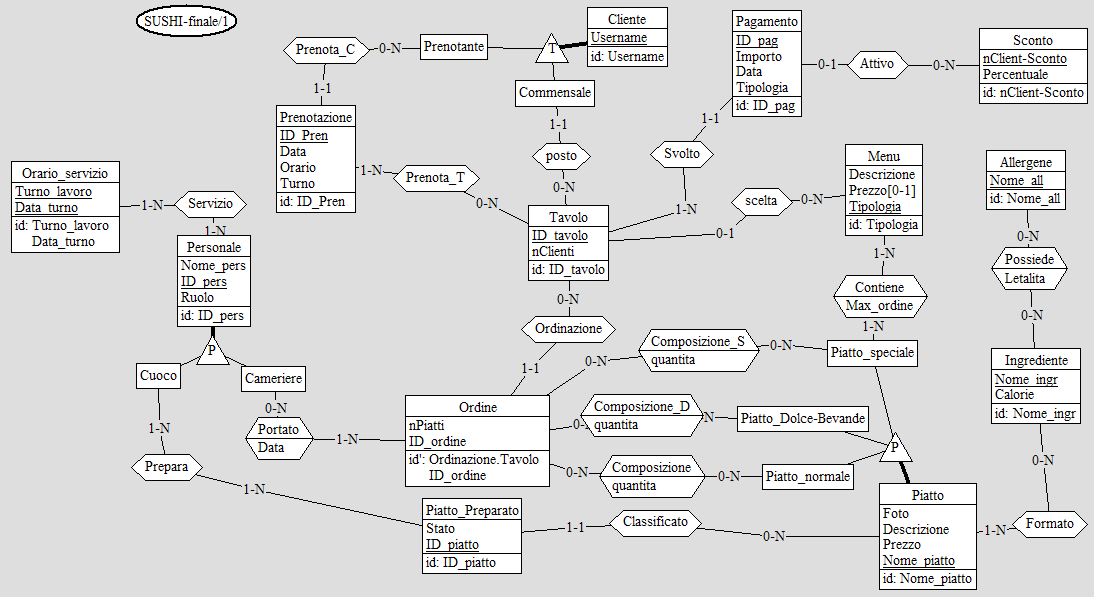 SUSHI-finale/1
Cliente
Username
id: Username
T
Prenotante
0-N
Prenota_C
1-1
Commensale
1-1
posto
0-N
Pagamento
ID_pag
Importo
Data
Tipologia
id: ID_pag
0-1
Attivo
0-N
Sconto
nClient-Sconto
Percentuale
id: nClient-Sconto
1-1
Svolto
1-N
Prenotazione
ID_Pren
Data
Orario
Turno
id: ID_Pren
1-N
Prenota_T
0-N
Tavolo
ID_tavolo
nClienti
id: ID_tavolo
0-1
scelta
0-N
Menu
Descrizione
Prezzo[0-1]
Tipologia
id: Tipologia
1-N
Contiene
Max_ordine
1-N
Allergene
Nome_all
id: Nome_all
0-N
Possiede
Letalita
0-N
Ingrediente
Nome_ingr
Calorie
id: Nome_ingr
0-N
Orario_servizio
Turno_lavoro
Data_turno
id: Turno_lavoro
Data_turno
1-N
Servizio
1-N
Personale
Nome_pers
ID_pers
Ruolo
id: ID_pers
P
Cuoco
Cameriere
1-N
Prepara
1-N
0-N
Portato
Data
1-N
0-N
Ordinazione
1-1
Ordine
nPiatti
ID_ordine
id': Ordinazione.Tavolo
ID_ordine
0-N
Composizione_S
quantita
0-N
Piatto_speciale
0-
Composizione_D
quantita
N
Piatto_Dolce-Bevande
0-N
Composizione
quantita
0-N
Piatto_normale
P
Piatto_Preparato
Stato
ID_piatto
id: ID_piatto
1-1
Classificato
0-N
Piatto
Foto
Descrizione
Prezzo
Nome_piatto
id: Nome_piatto
1-N
Formato